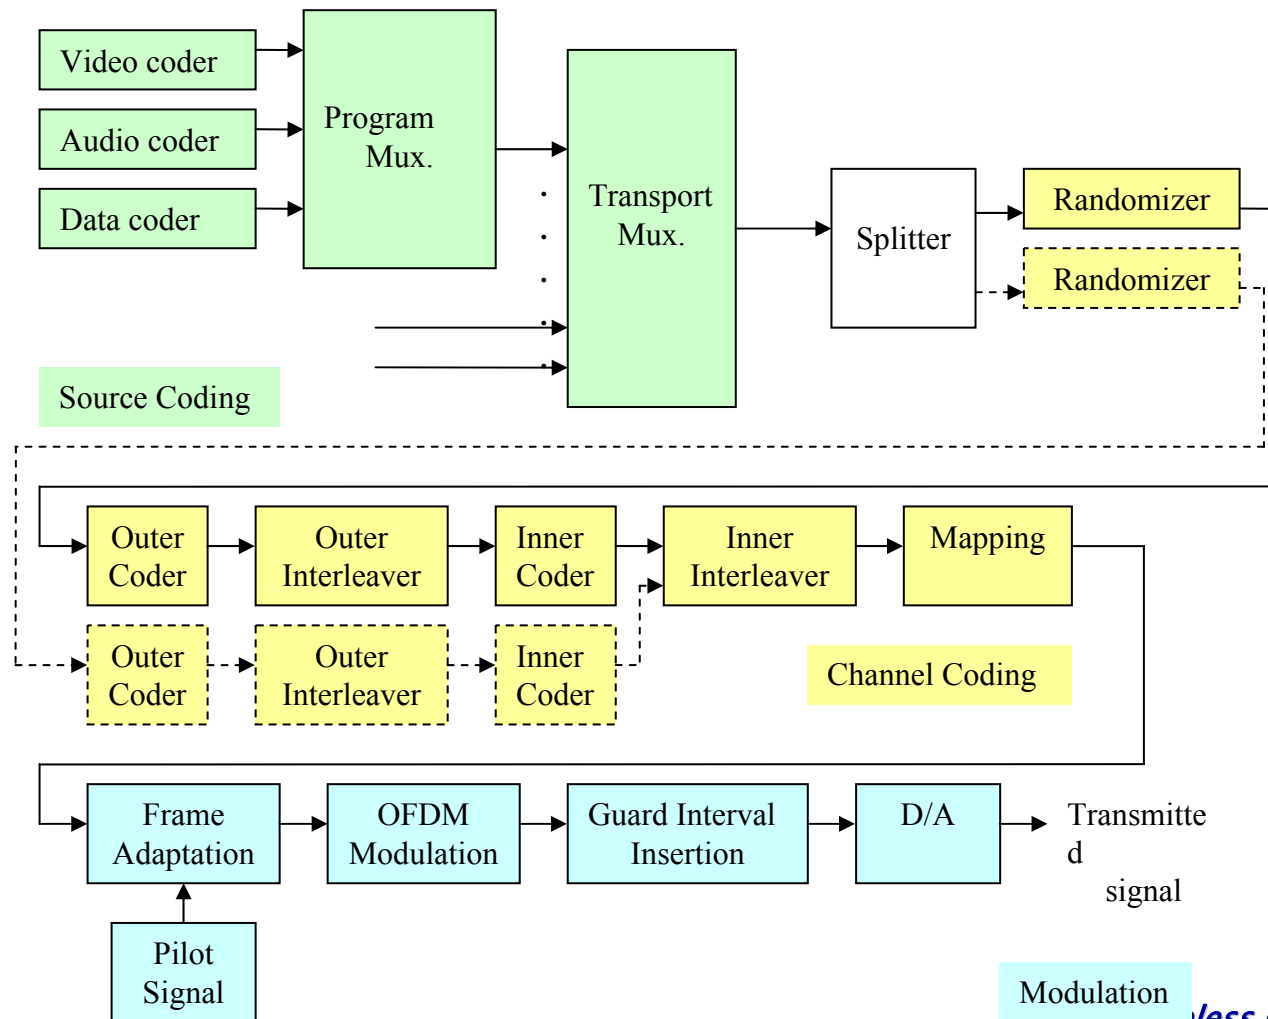 Video coder
Audio coder
Data coder
Program
Mux.
Transport
Mux.
Splitter
Randomizer
Randomizer
Source Coding
Outer
Coder
Outer
Interleaver
Inner
Coder
Inner
Interleaver
Mapping
Outer
Coder
Outer
Interleaver
Inner
Coder
Channel Coding
Frame
Adaptation
OFDM
Modulation
Guard Interval
Insertion
D/A
Transmitte
d
signal
Pilot
Signal
Modulation